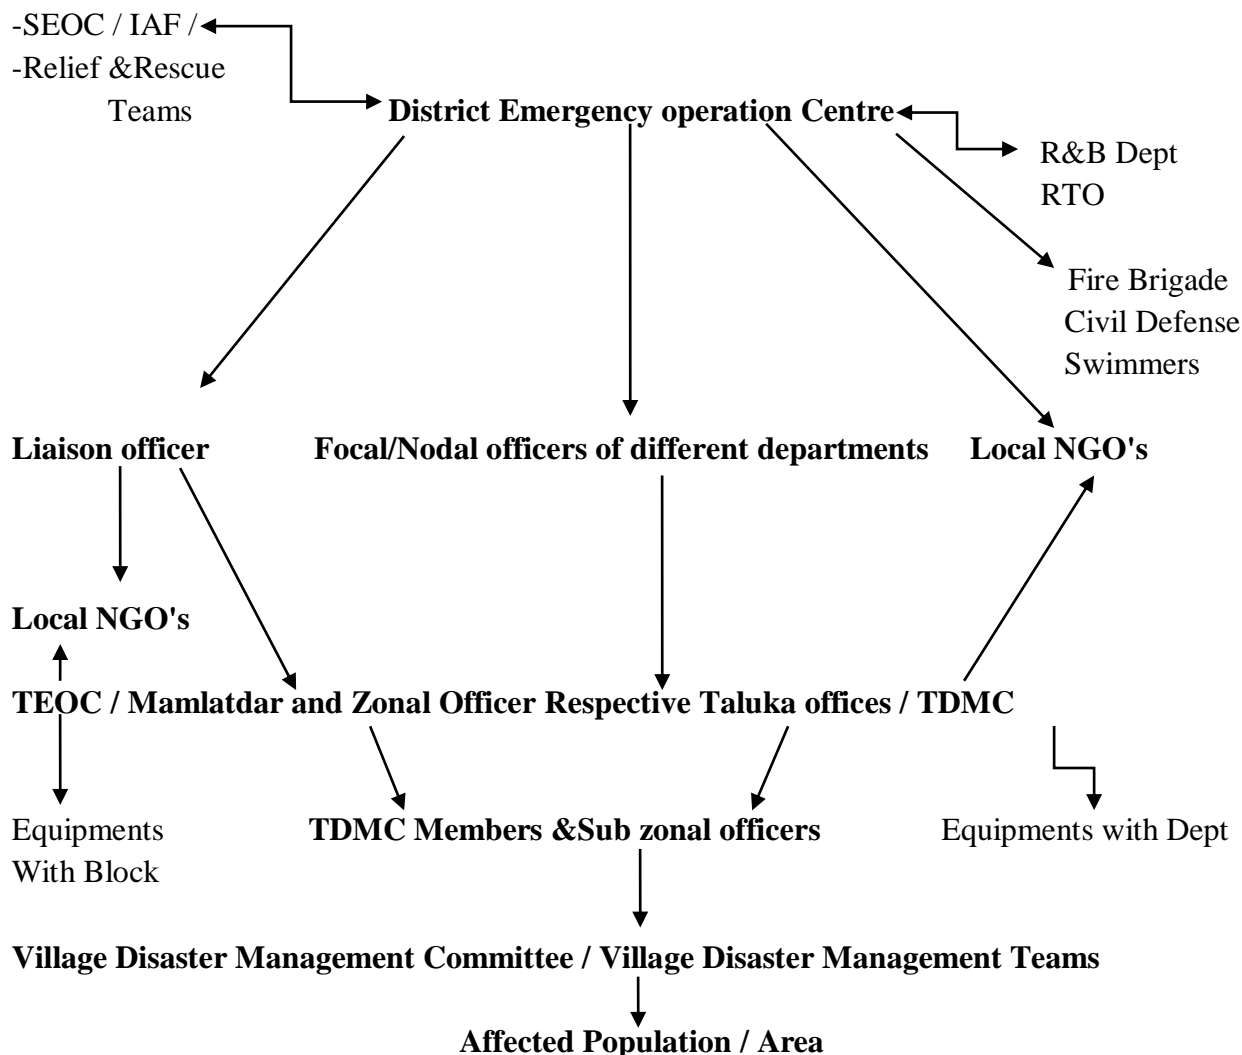 -SEOC / IAF /
-Relief &Rescue
Teams
District Emergency operation Centre
R&B Dept
RTO
Fire Brigade
Civil Defense
Swimmers
Liaison officer
Focal/Nodal officers of different departments
Local NGO's
Local NGO's
TEOC / Mamlatdar and Zonal Officer Respective Taluka offices / TDMC
Equipments
With Block
TDMC Members &Sub zonal officers
Equipments with Dept
Village Disaster Management Committee / Village Disaster Management Teams
Affected Population / Area